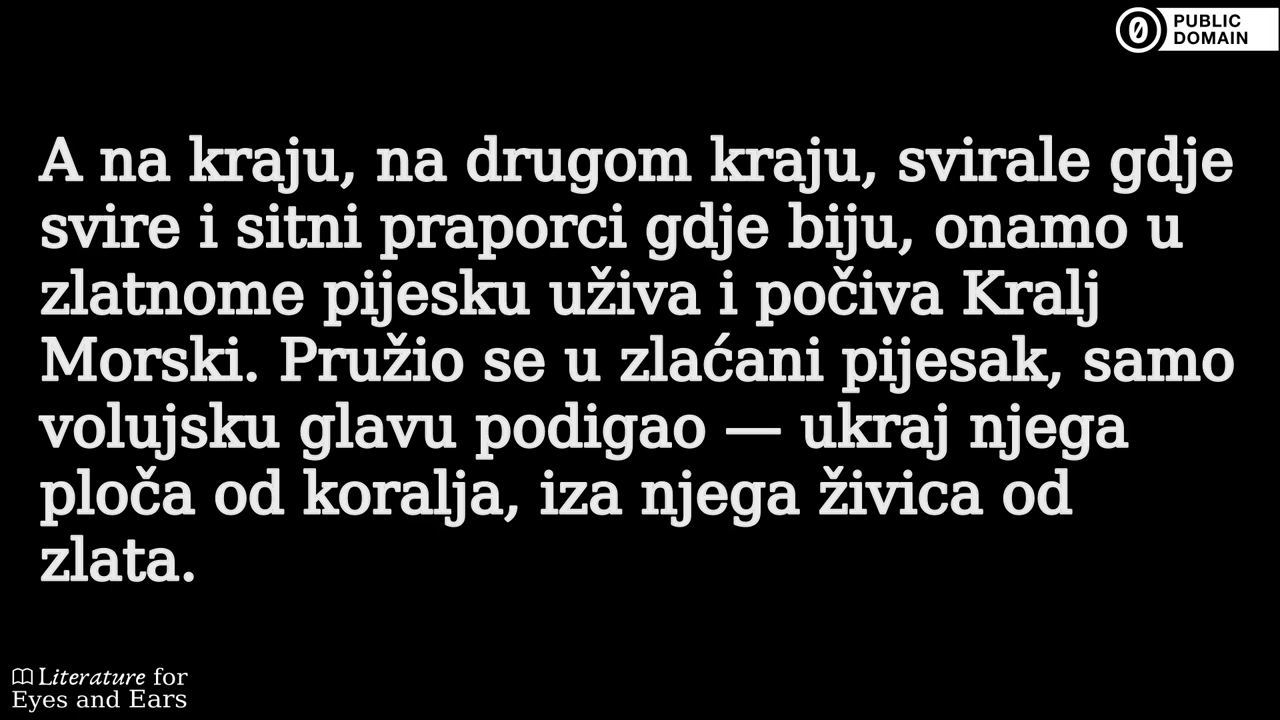 PUBLIC
DOMAIN
A na kraju, na drugom kraju, svirale gdje
svire i sitni praporci gdje biju, onamo u
zlatnome pijesku uživa i počiva Kralj
Morski. Pružio se u zlaćani pijesak, samo
volujsku glavu podigao — ukraj njega
ploča od koralja, iza njega živica od
zlata.
Literature for
Eyes and Ears